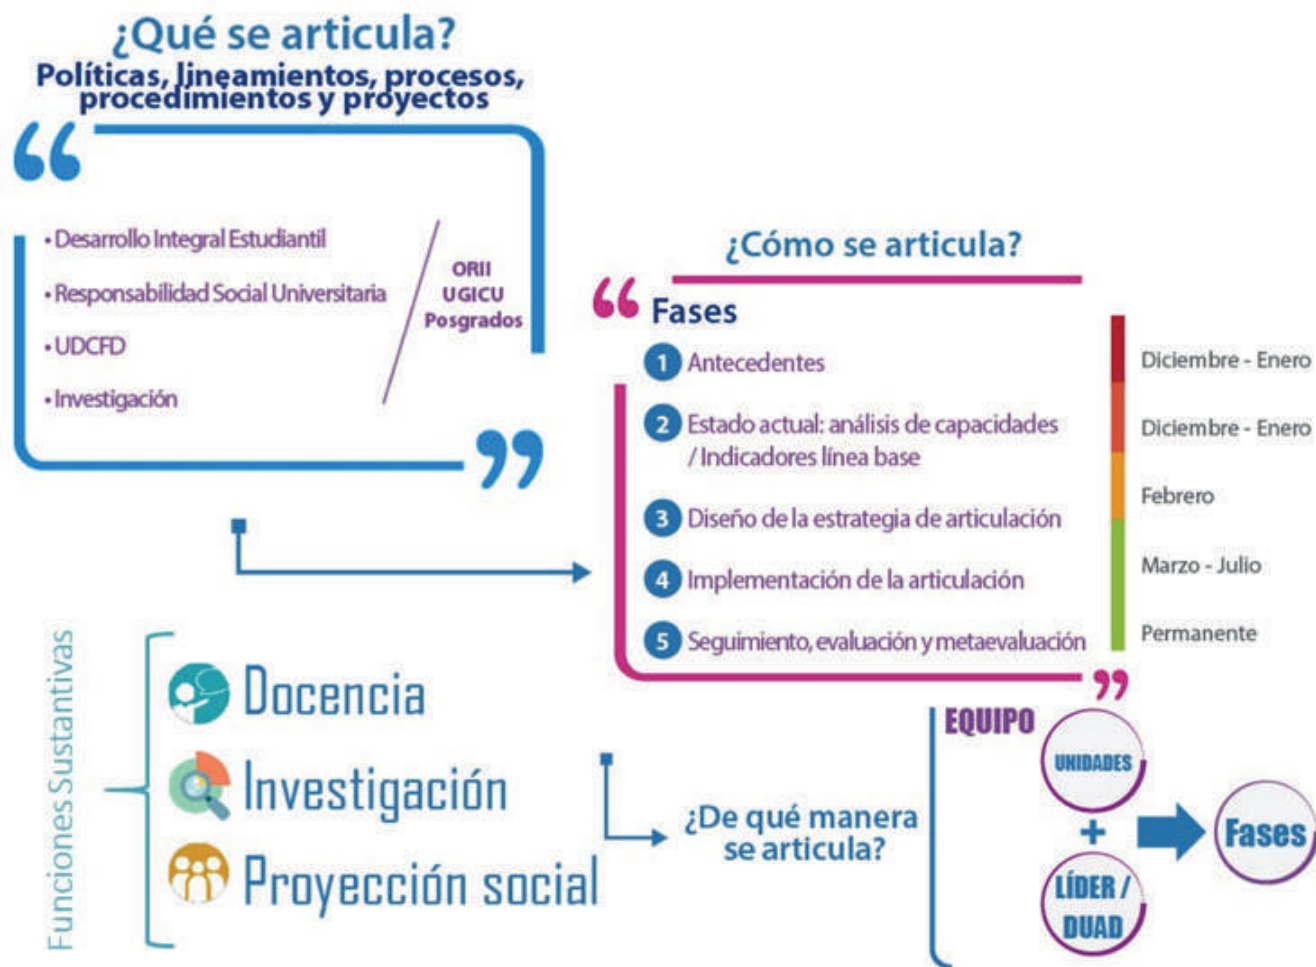 ¿Qué se articula?
Políticas, lineamientos, procesos,
procedimientos y proyectos
• Desarrollo Integral Estudiantil
• Responsabilidad Social Universitaria
• UDCFD
• Investigación
ORII
UGICU
Posgrados
¿Cómo se articula?
Fases
1 Antecedentes
2 Estado actual: análisis de capacidades
/ Indicadores línea base
3 Diseño de la estrategia de articulación
4 Implementación de la articulación
5 Seguimiento, evaluación y metaevaluación
Diciembre - Enero
Diciembre - Enero
Febrero
Marzo - Julio
Permanente
Funciones Sustantivas
Docencia
Investigación
Proyección social
¿De qué manera
se articula?
EQUIPO
UNIDADES
+
LÍDER /
DUAD
Fases